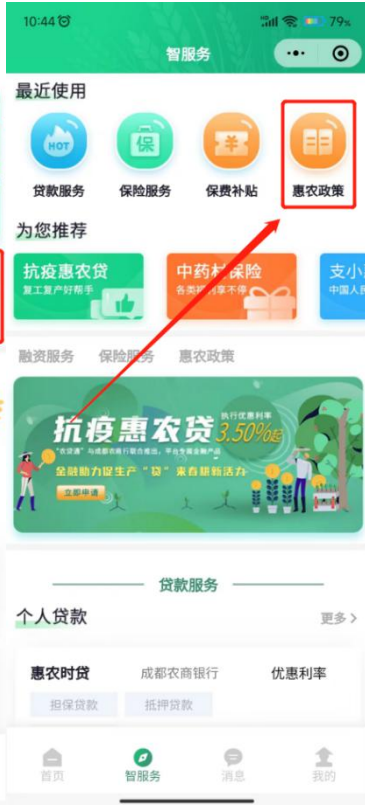 10:44
79%
智服务
最近使用
HOT
保
贷款服务
保险服务
保费补贴
惠农政策
为您推荐
抗疫惠农贷
复工复产好帮手
中药材保险
支小
中国人民
融资服务
保险服务
惠农政策
抗疫惠农贷
执行优惠利率
3.50%起
金融助力促生产“贷”来春耕新活力
立即申请
贷款服务
个人贷款
更多>
惠农时贷
成都农商银行
优惠利率
担保贷款
抵押贷款
首页
智服务
消息
我的